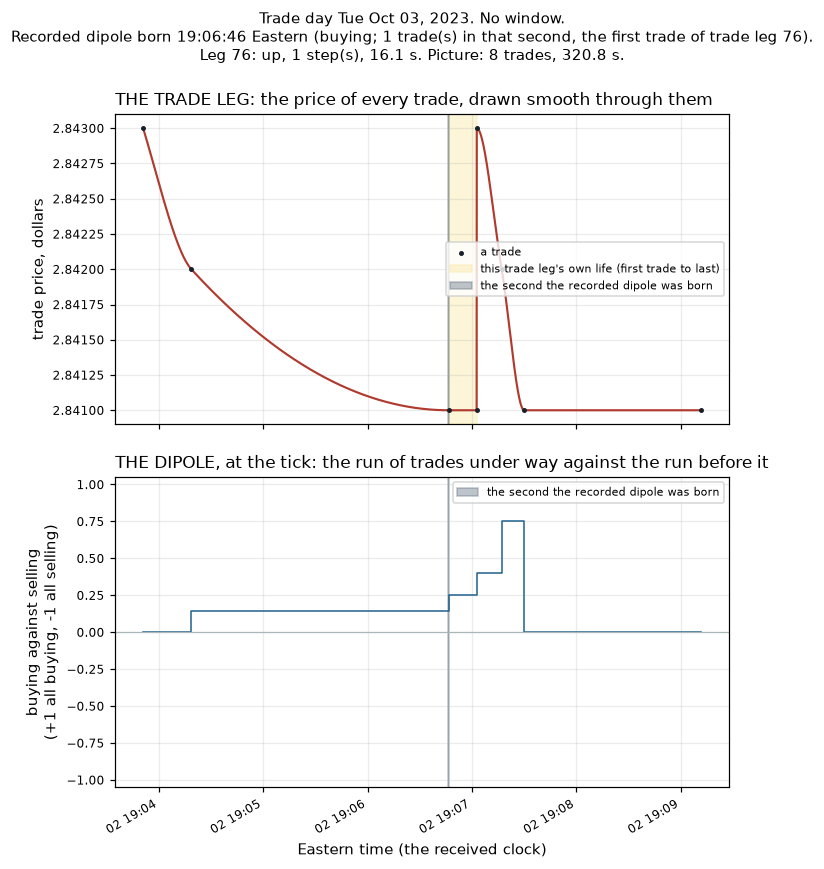 Trade day Tue Oct 03, 2023. No window.
Recorded dipole born 19:06:46 Eastern (buying; 1 trade(s) in that second, the first trade of trade leg 76).
Leg 76: up, 1 step(s), 16.1 s. Picture: 8 trades, 320.8 s.
THE TRADE LEG: the price of every trade, drawn smooth through them
trade price, dollars
2.84300
2.84275
2.84250
2.84225
2.84200
2.84175
2.84150
2.84125
2.84100
a trade
this trade leg's own life (first trade to last)
the second the recorded dipole was born
THE DIPOLE, at the tick: the run of trades under way against the run before it
buying against selling
(+1 all buying, -1 all selling)
1.00
0.75
0.50
0.25
0.00
−0.25
−0.50
−0.75
−1.00
the second the recorded dipole was born
02 19:04
02 19:05
02 19:06
02 19:07
02 19:08
02 19:09
Eastern time (the received clock)